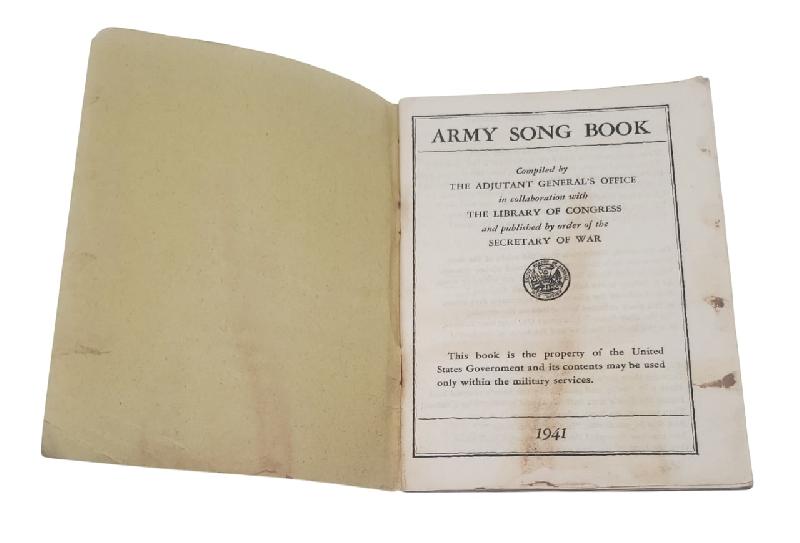 ARMY SONG BOOK
Compiled by
THE ADJUTANT GENERAL'S OFFICE
in collaboration with
THE LIBRARY OF CONGRESS
and published by order of the
SECRETARY OF WAR
This book is the property of the United
States Government and its contents may be used
only within the military services.
1941